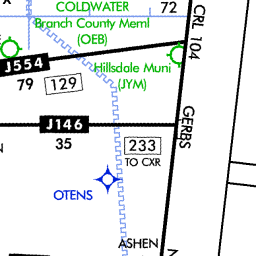 COLDWATER
72
Branch County Meml
(OEB)
CRL 104
Hillsdale Muni
(JYM)
J554
79
129
GERBS
J146
35
233
TO CXR
OTENS
ASHEN